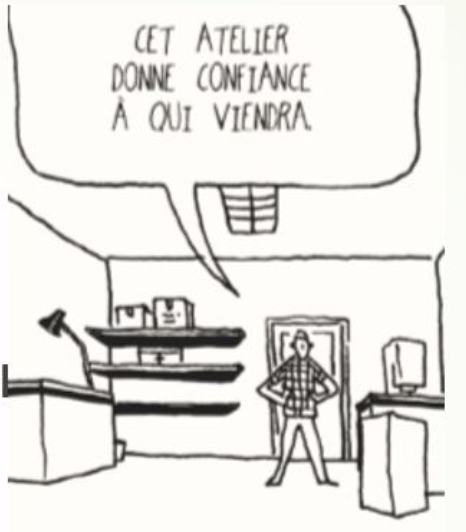 CET ATELIER
DONNE CONFIANCE
À QUI VIENDRA.